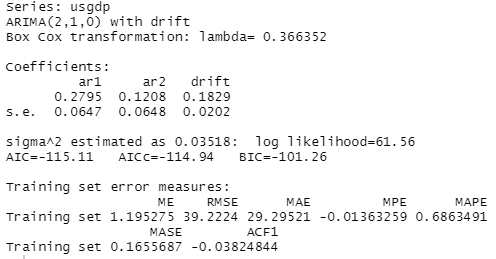 Series: usgdp
ARIMA(2,1,0) with drift
Box Cox transformation: lambda= 0.366352
Coefficients:
ar1 ar2 drift
0.2795 0.1208 0.1829
s.e. 0.0647 0.0648 0.0202
sigma^2 estimated as 0.03518: log likelihood=61.56
AIC=-115.11 AICc=-114.94 BIC=-101.26
Training set error measures:
ME RMSE MAE MPE MAPE
Training set 1.195275 39.2224 29.29521 -0.01363259 0.6863491
MASE ACF1
Training set 0.1655687 -0.03824844